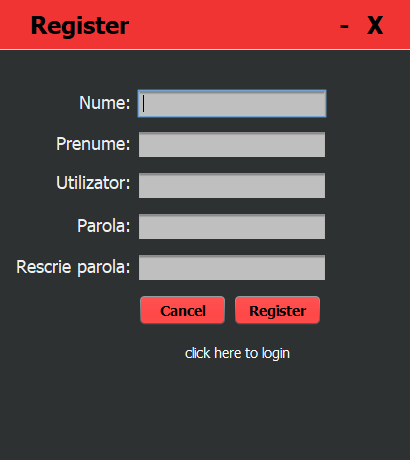 Register - X
Nume:
Prenume:
Utilizator:
Parola:
Rescrie parola:
Cancel Register
click here to login